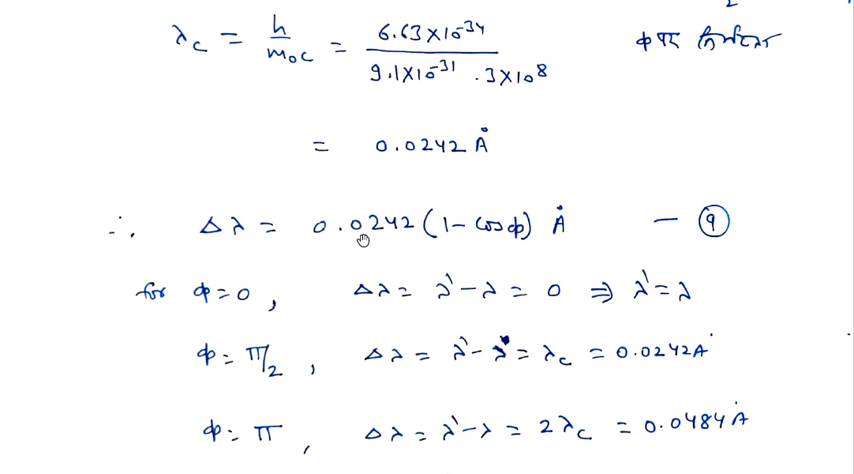 λc = h / m₀c = 6.63×10⁻³⁴ / 9.1×10⁻³¹ . 3×10⁸
= 0.0242 Å
∴ Δλ = 0.0242 (1 - cosφ) Å — (9)
for φ = 0, Δλ = λ' - λ = 0 ⇒ λ' = λ
φ = π/2, Δλ = λ' - λ = λc = 0.0242 Å
φ = π, Δλ = λ' - λ = 2λc = 0.0484 Å